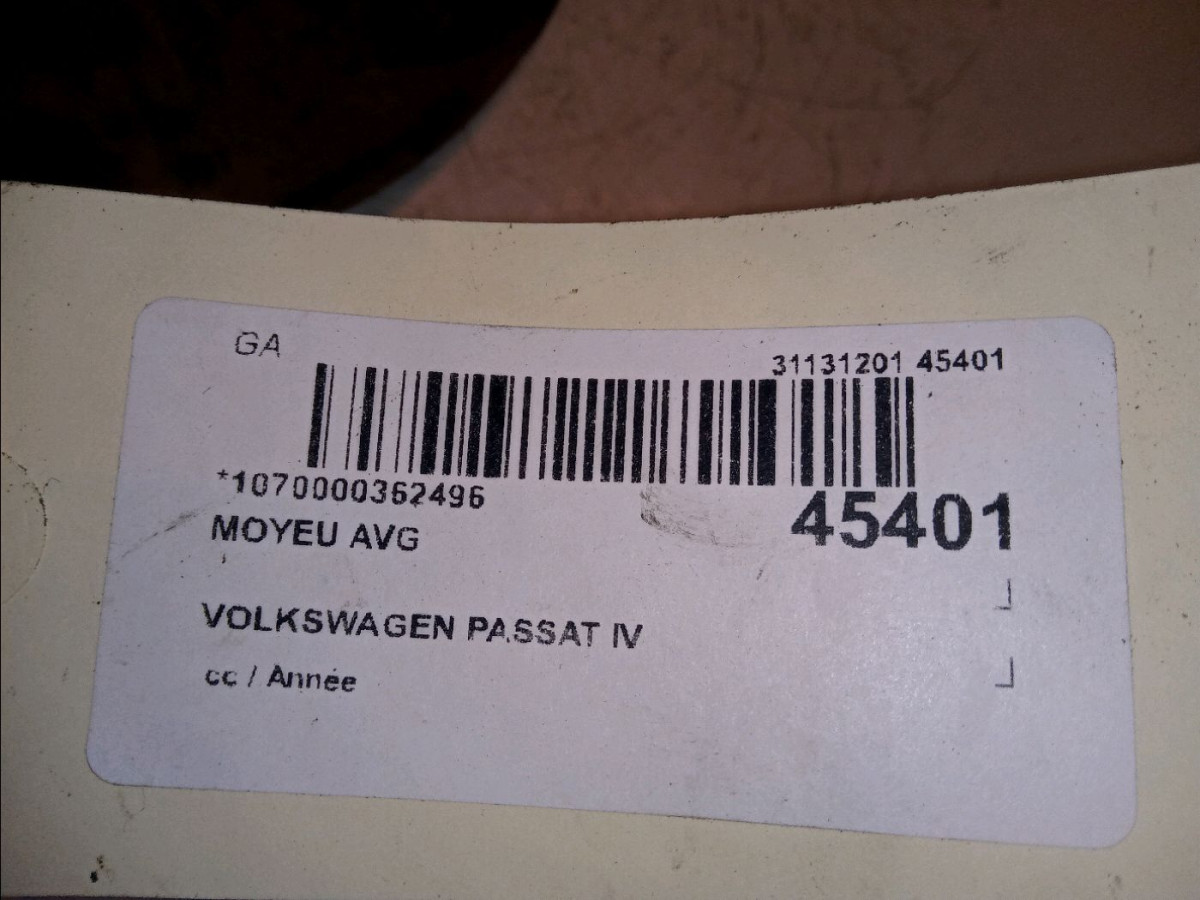 GA
31131201 45401
*1070000362496
45401
MOYEU AVG
VOLKSWAGEN PASSAT IV
cc / Année